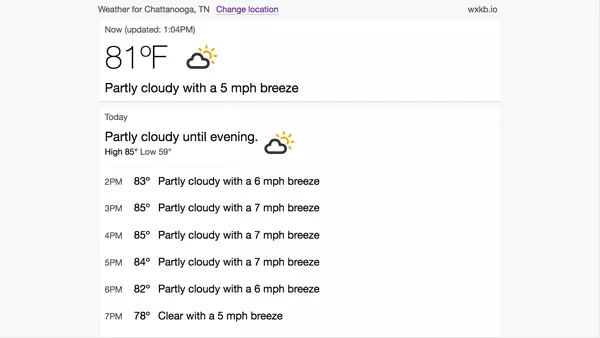 Weather for Chattanooga, TN Change location wxkb.io
Now (updated: 1:04PM)
81°F
Partly cloudy with a 5 mph breeze
Today
Partly cloudy until evening.
High 85° Low 59°
2PM 83° Partly cloudy with a 6 mph breeze
3PM 85° Partly cloudy with a 7 mph breeze
4PM 85° Partly cloudy with a 7 mph breeze
5PM 84° Partly cloudy with a 7 mph breeze
6PM 82° Partly cloudy with a 6 mph breeze
7PM 78° Clear with a 5 mph breeze